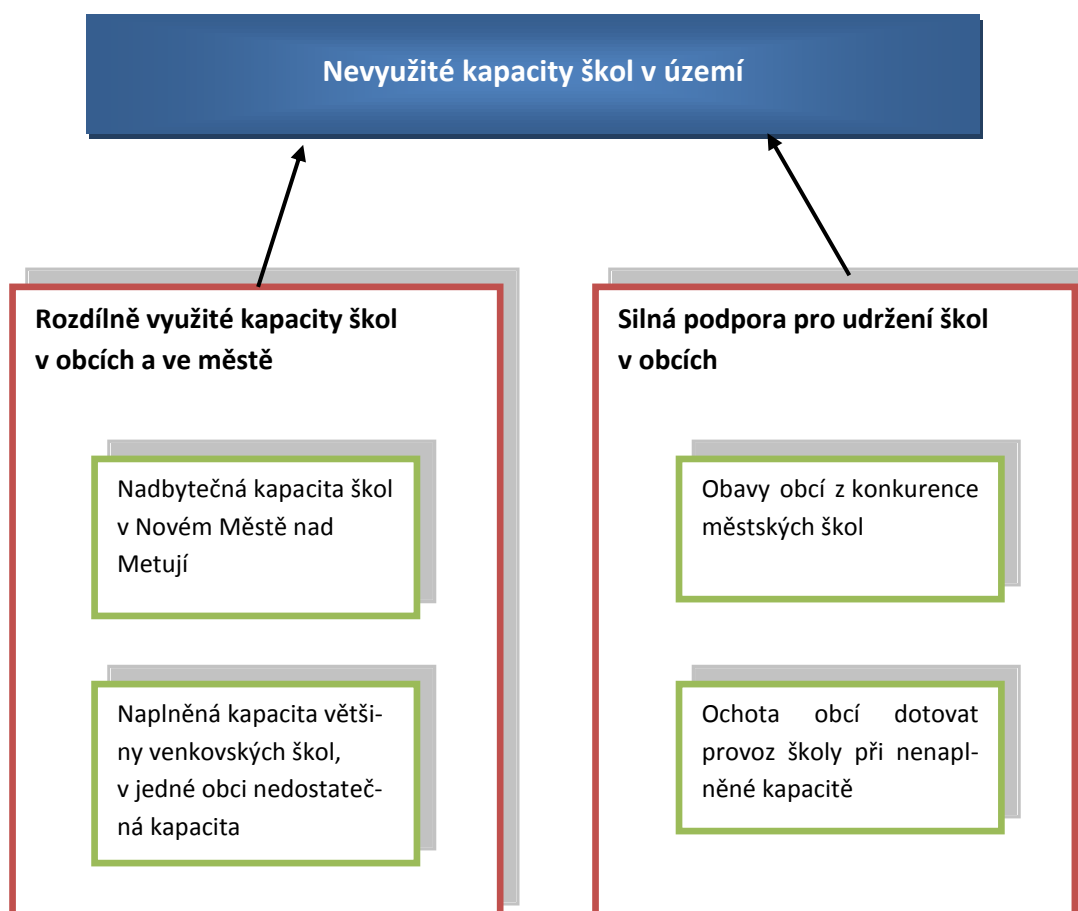 Nevyužité kapacity škol v území
Rozdílně využité kapacity škol
v obcích a ve městě
Nadbytečná kapacita škol
v Novém Městě nad
Metují
Naplněná kapacita větši-
ny venkovských škol,
v jedné obci nedostateč-
ná kapacita
Silná podpora pro udržení škol
v obcích
Obavy obcí z konkurence
městských škol
Ochota obcí dotovat
provoz školy při nenapl-
něné kapacitě